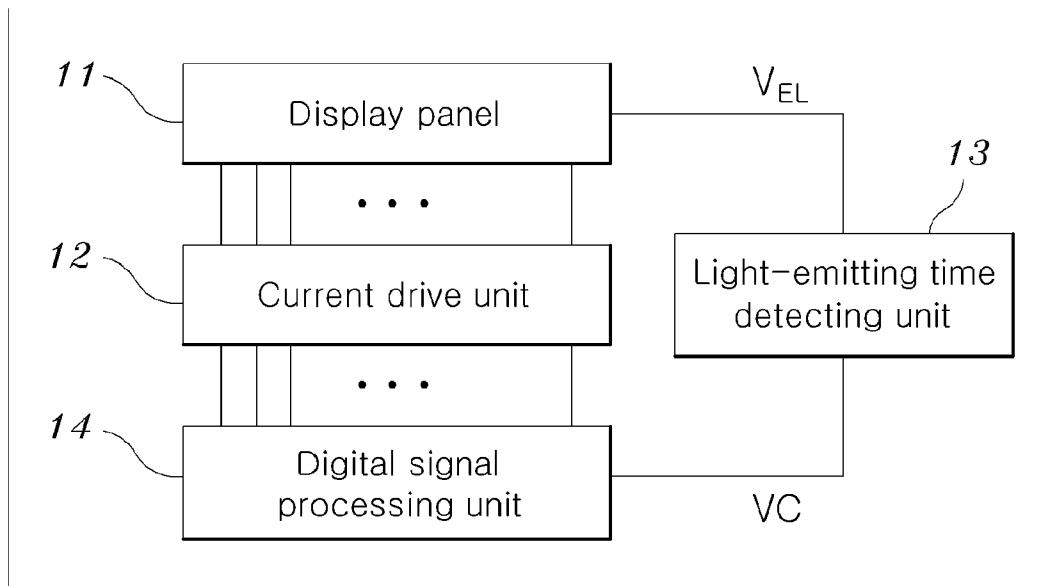 11
Display panel
VEL
13
12
Current drive unit
Light-emitting time
detecting unit
14
Digital signal
processing unit
VC